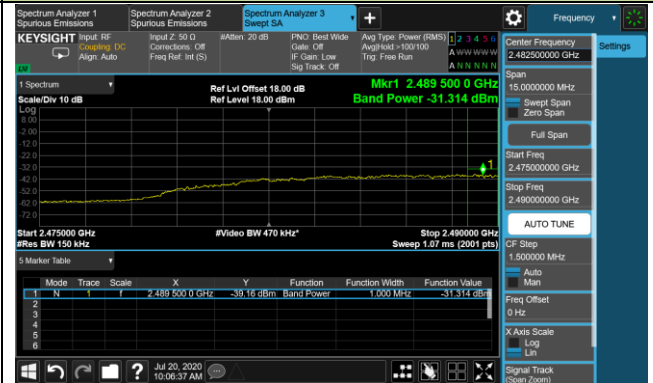 Spectrum Analyzer 1
Spurious Emissions
Spectrum Analyzer 2
Spurious Emissions
Spectrum Analyzer 3
Swept SA
Frequency
KEYSIGHT
Input: RF
Coupling: DC
Align: Auto
Input Z: 50 Ω
Corrections: Off
Freq Ref: Int (S)
#Atten: 20 dB
PNO: Best Wide
Gate: Off
IF Gain: Low
Sig Track: Off
Avg Type: Power (RMS)
Avg|Hold:>100/100
Trig: Free Run
1 2 3 4 5 6
A W W W W W
A N N N N N
1 Spectrum
Scale/Div 10 dB
Ref Lvl Offset 18.00 dB
Ref Level 18.00 dBm
Mkr1 2.489 500 0 GHz
Band Power -31.314 dBm
Log
8.00
-2.00
-12.0
-22.0
-32.0
-42.0
-52.0
-62.0
-72.0
1
Start 2.475000 GHz
#Video BW 470 kHz*
Stop 2.490000 GHz
#Res BW 150 kHz
Sweep 1.07 ms (2001 pts)
5 Marker Table
Mode Trace Scale X Y Function Function Width Function Value
1 N 1 f 2.489 500 0 GHz -39.16 dBm Band Power 1.000 MHz -31.314 dBm
2
3
4
5
6
Jul 20, 2020
10:06:37 AM
Center Frequency
2.482500000 GHz
Settings
Span
15.0000000 MHz
Swept Span
Zero Span
Full Span
Start Freq
2.475000000 GHz
Stop Freq
2.490000000 GHz
AUTO TUNE
CF Step
1.500000 MHz
Auto
Man
Freq Offset
0 Hz
X Axis Scale
Log
Lin
Signal Track
(Span Zoom)